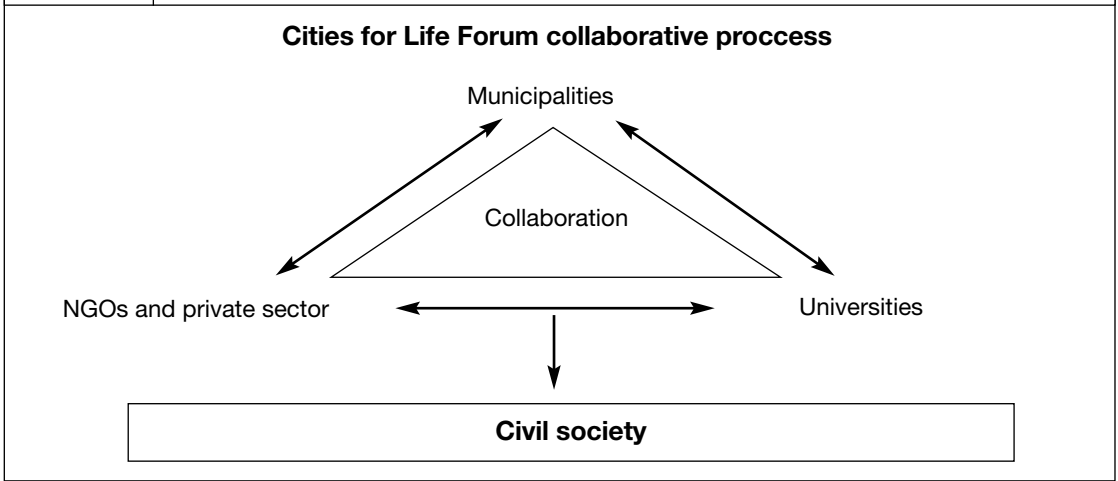 Cities for Life Forum collaborative proccess
Municipalities
Collaboration
NGOs and private sector
Universities
Civil society